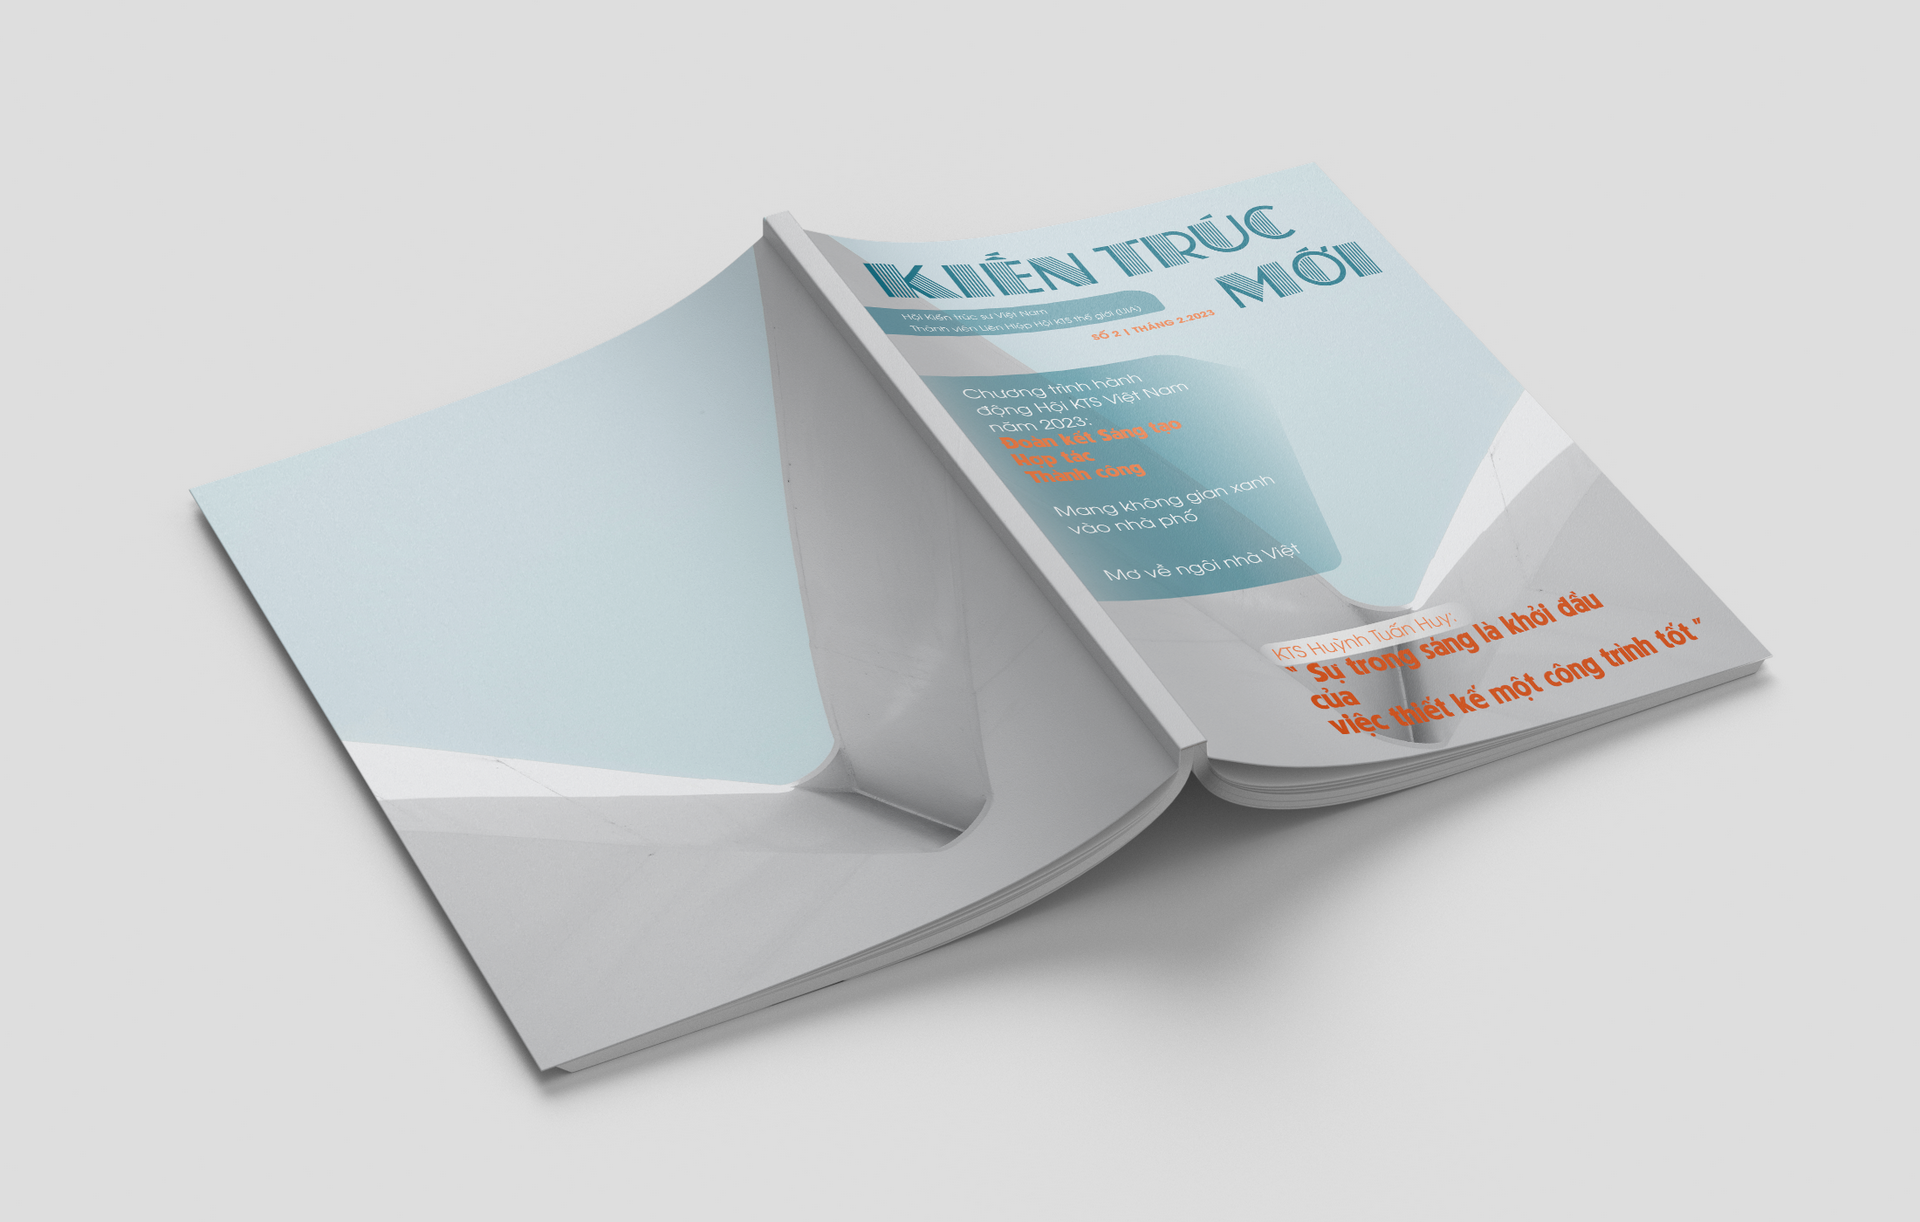 KIẾN TRÚC
MỚI
Hội Kiến trúc sư Việt Nam
Thành viên Liên Hiệp Hội KTS thế giới (UIA)
SỐ 2 | THÁNG 2.2023
Chương trình hành
động Hội KTS Việt Nam
năm 2023:
Đoàn kết Sáng tạo
Hợp tác
Thành công
Mang không gian xanh
vào nhà phố
Mơ về ngôi nhà Việt
KTS Huỳnh Tuấn Huy:
" Sự trong sáng là khởi đầu
của
việc thiết kế một công trình tốt "